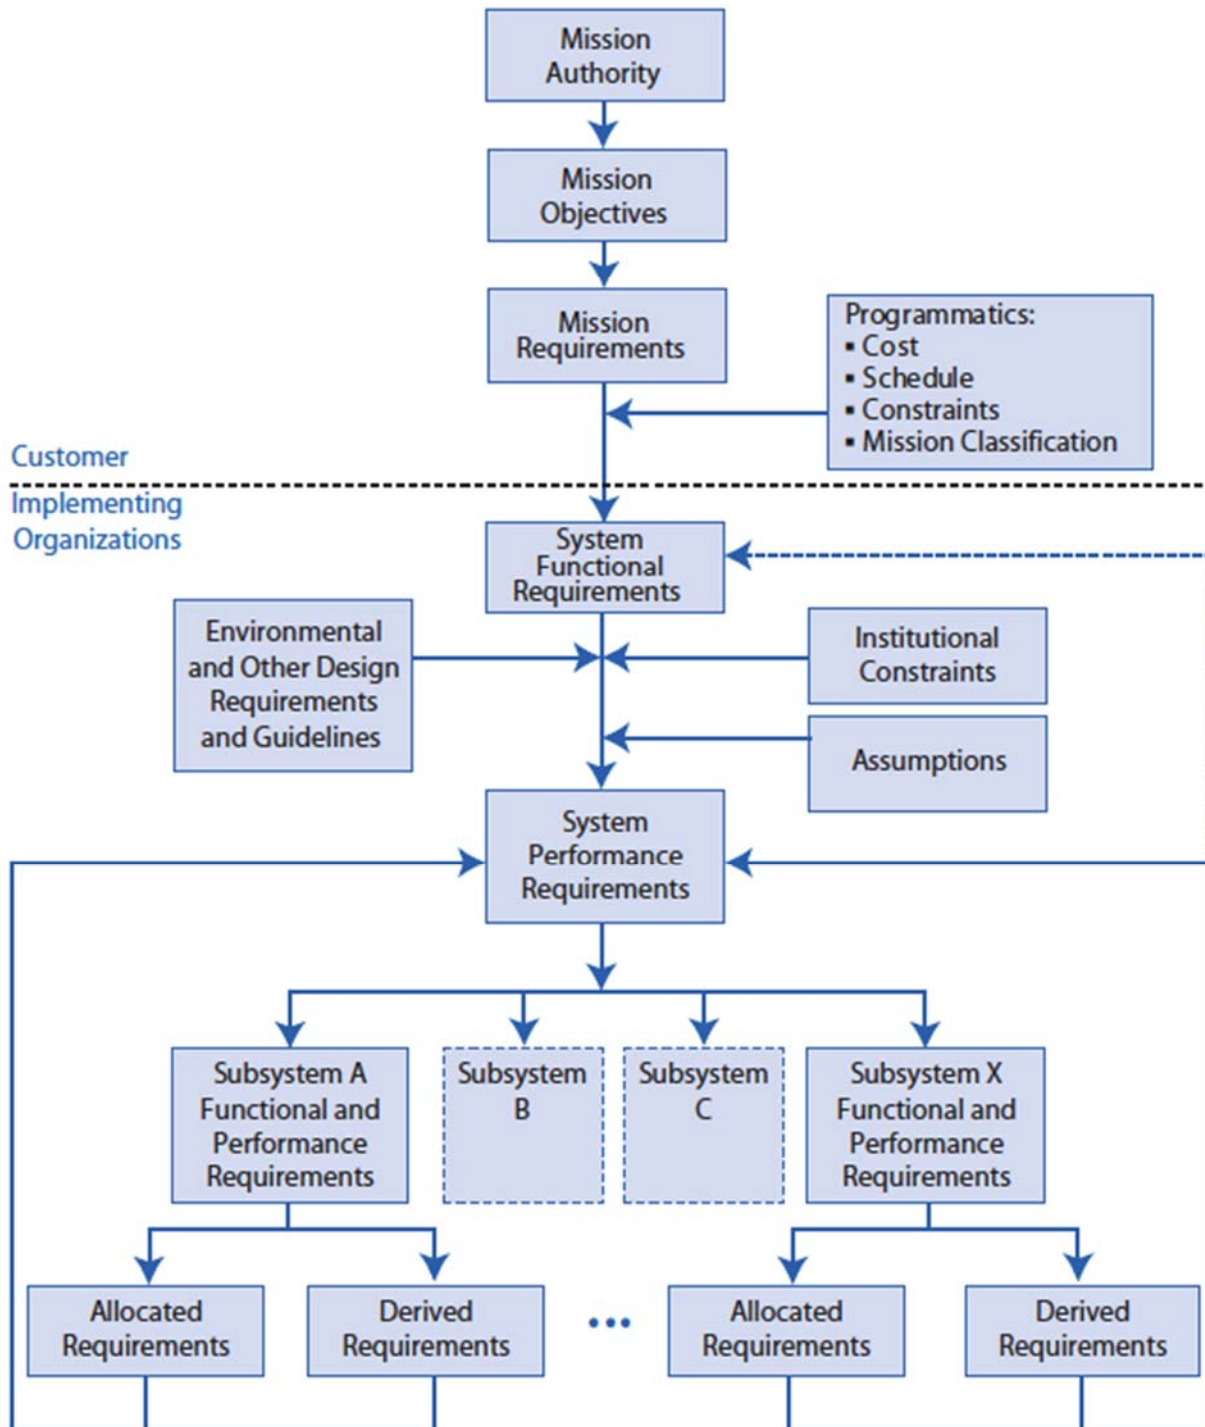 Mission
Authority
Mission
Objectives
Mission
Requirements
Programmatics:
▪ Cost
▪ Schedule
▪ Constraints
▪ Mission Classification
Customer
Implementing
Organizations
System
Functional
Requirements
Environmental
and Other Design
Requirements
and Guidelines
Institutional
Constraints
Assumptions
System
Performance
Requirements
Subsystem A
Functional and
Performance
Requirements
Subsystem
B
Subsystem
C
Subsystem X
Functional and
Performance
Requirements
Allocated
Requirements
Derived
Requirements
•••
Allocated
Requirements
Derived
Requirements